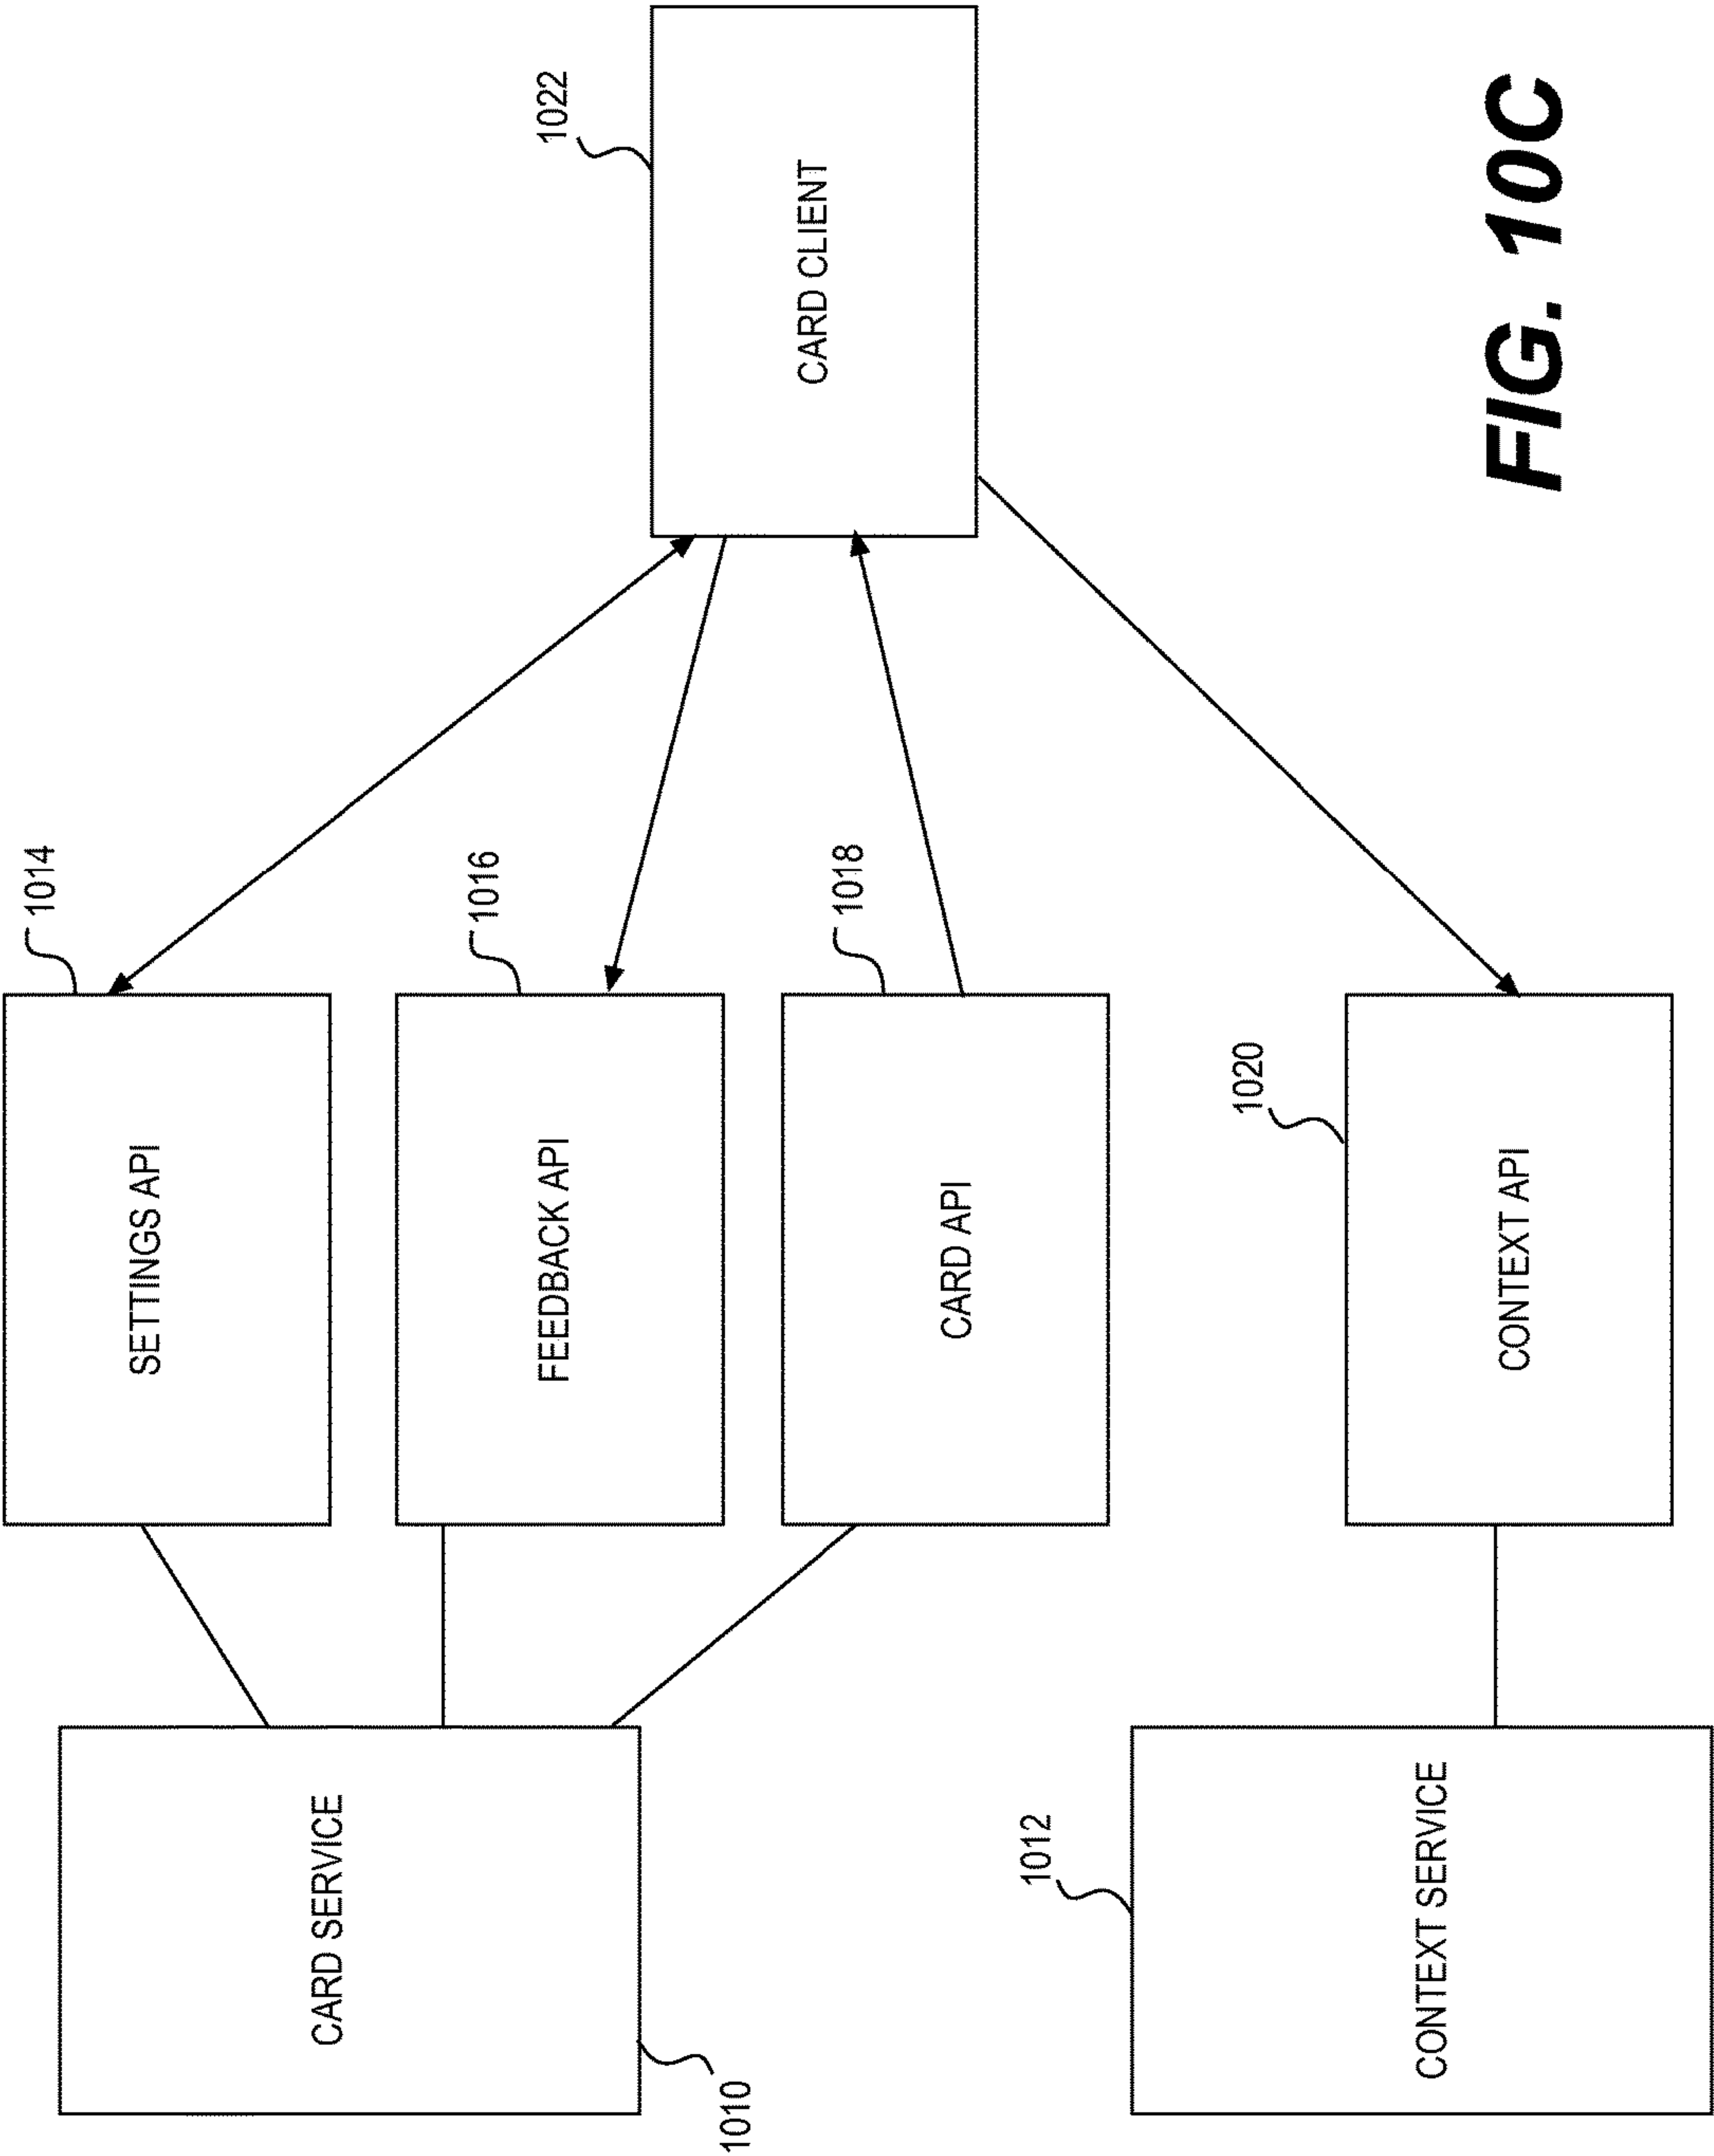 CARD SERVICE
1010
SETTINGS API
1014
FEEDBACK API
1016
CARD API
1018
CARD CLIENT
1022
CONTEXT SERVICE
1012
CONTEXT API
1020
FIG. 10C